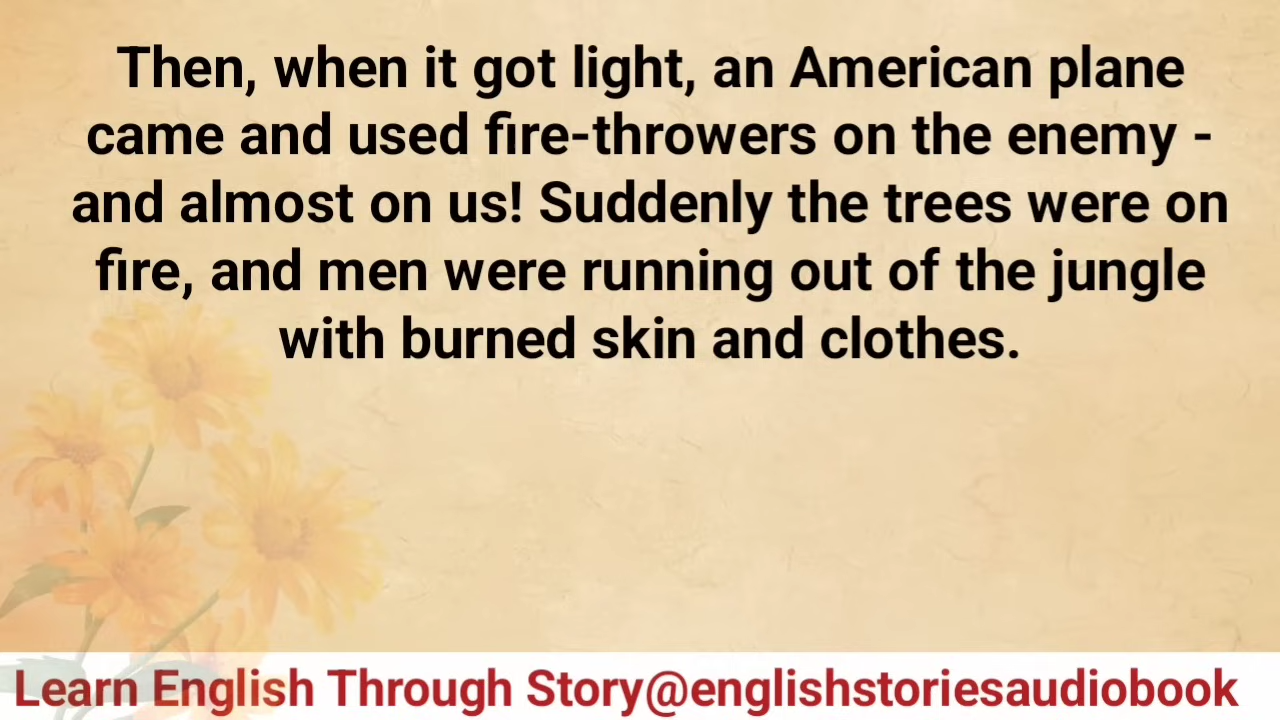 Then, when it got light, an American plane
came and used fire-throwers on the enemy -
and almost on us! Suddenly the trees were on
fire, and men were running out of the jungle
with burned skin and clothes.
Learn English Through Story@englishstoriesaudiobook